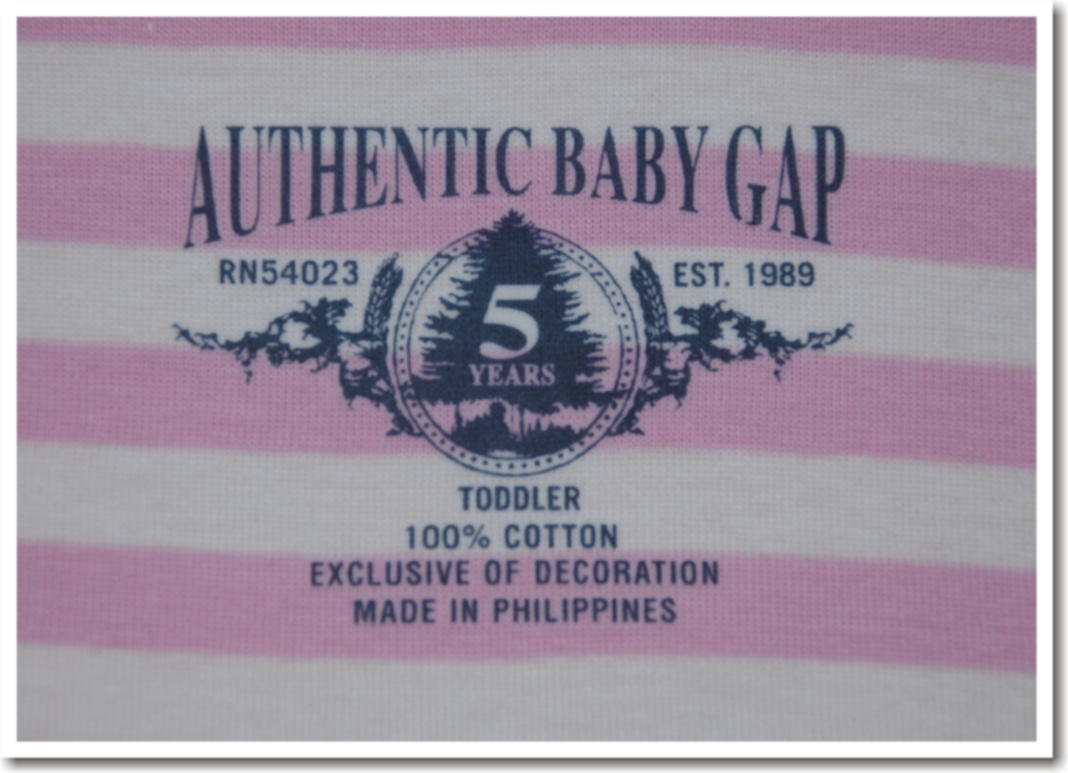 AUTHENTIC BABY GAP
RN54023 EST. 1989
5
YEARS
TODDLER
100% COTTON
EXCLUSIVE OF DECORATION
MADE IN PHILIPPINES